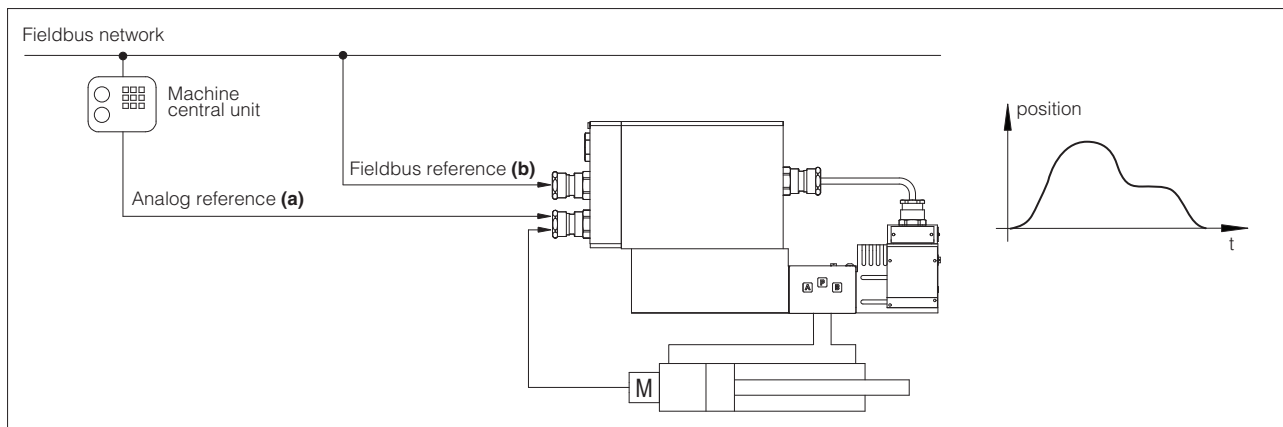 Fieldbus network
Machine
central unit
Fieldbus reference (b)
Analog reference (a)
position
t
A P B
M